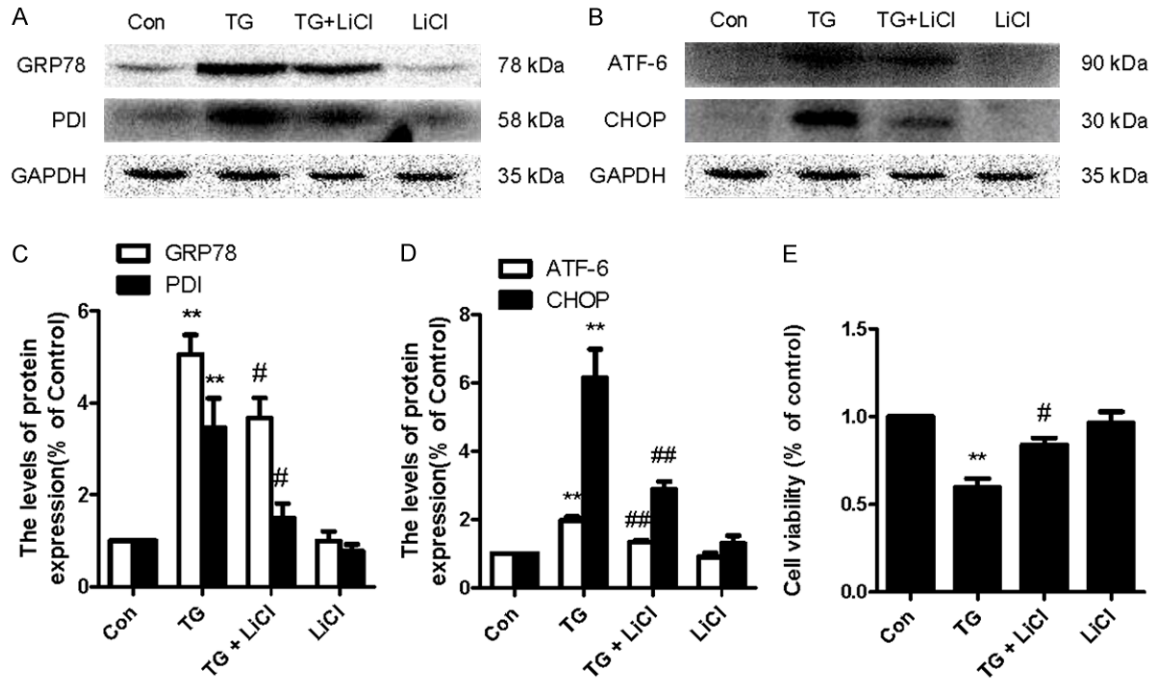 A
Con TG TG+LiCl LiCl
GRP78 78 kDa
PDI 58 kDa
GAPDH 35 kDa
B
Con TG TG+LiCl LiCl
ATF-6 90 kDa
CHOP 30 kDa
GAPDH 35 kDa
C
GRP78
PDI
The levels of protein
expression(% of Control)
6
4
2
0
**
**
#
#
Con TG TG + LiCl LiCl
D
ATF-6
CHOP
The levels of protein
expression(% of Control)
8
6
4
2
0
**
**
##
##
Con TG TG + LiCl LiCl
E
Cell viability (% of control)
1.5
1.0
0.5
0.0
**
#
Con TG TG + LiCl LiCl